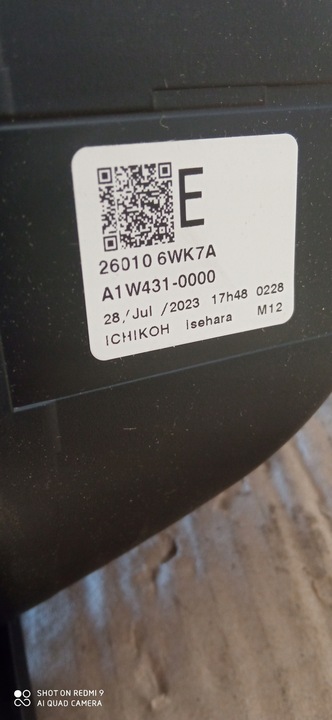 E
26010 6WK7A
A1W431-0000
28/Jul /2023 17h48 0228
ICHIKOH Isehara M12
SHOT ON REDMI 9
AI QUAD CAMERA